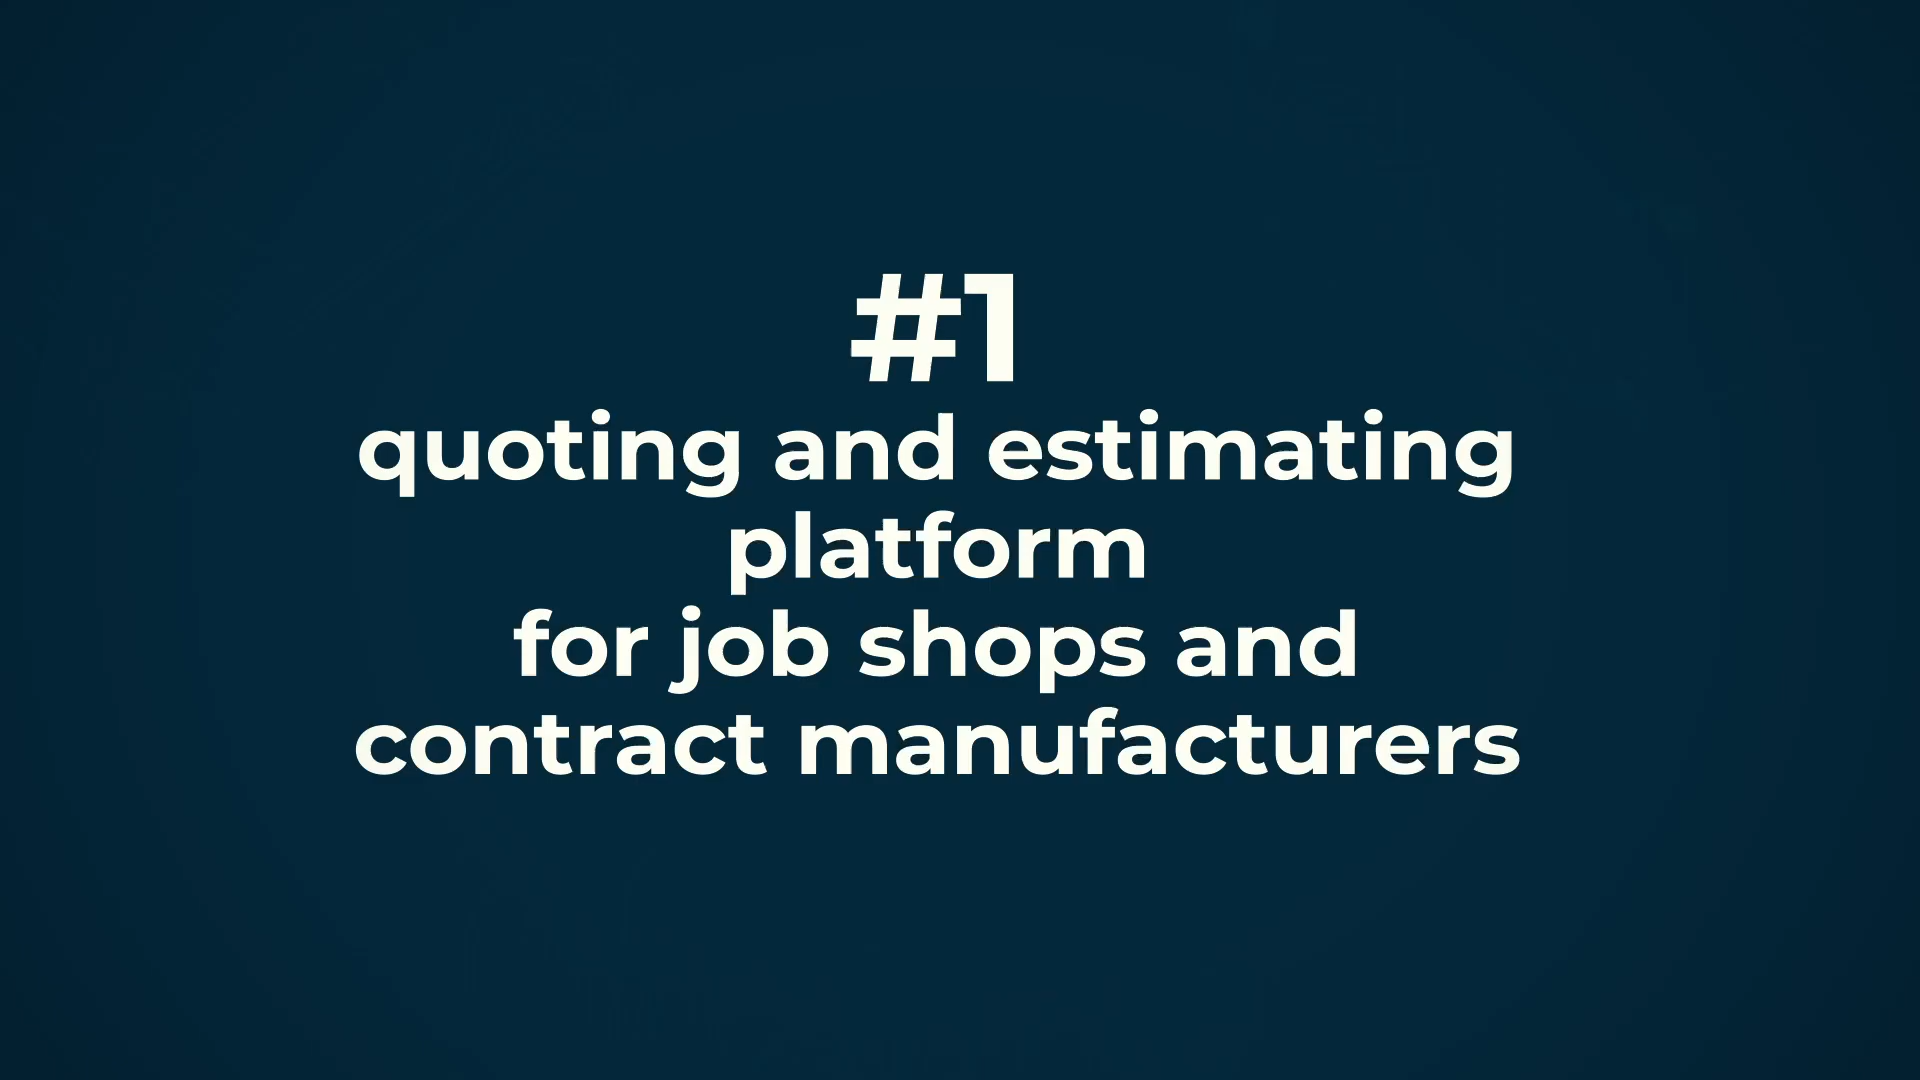 #1
quoting and estimating
platform
for job shops and
contract manufacturers